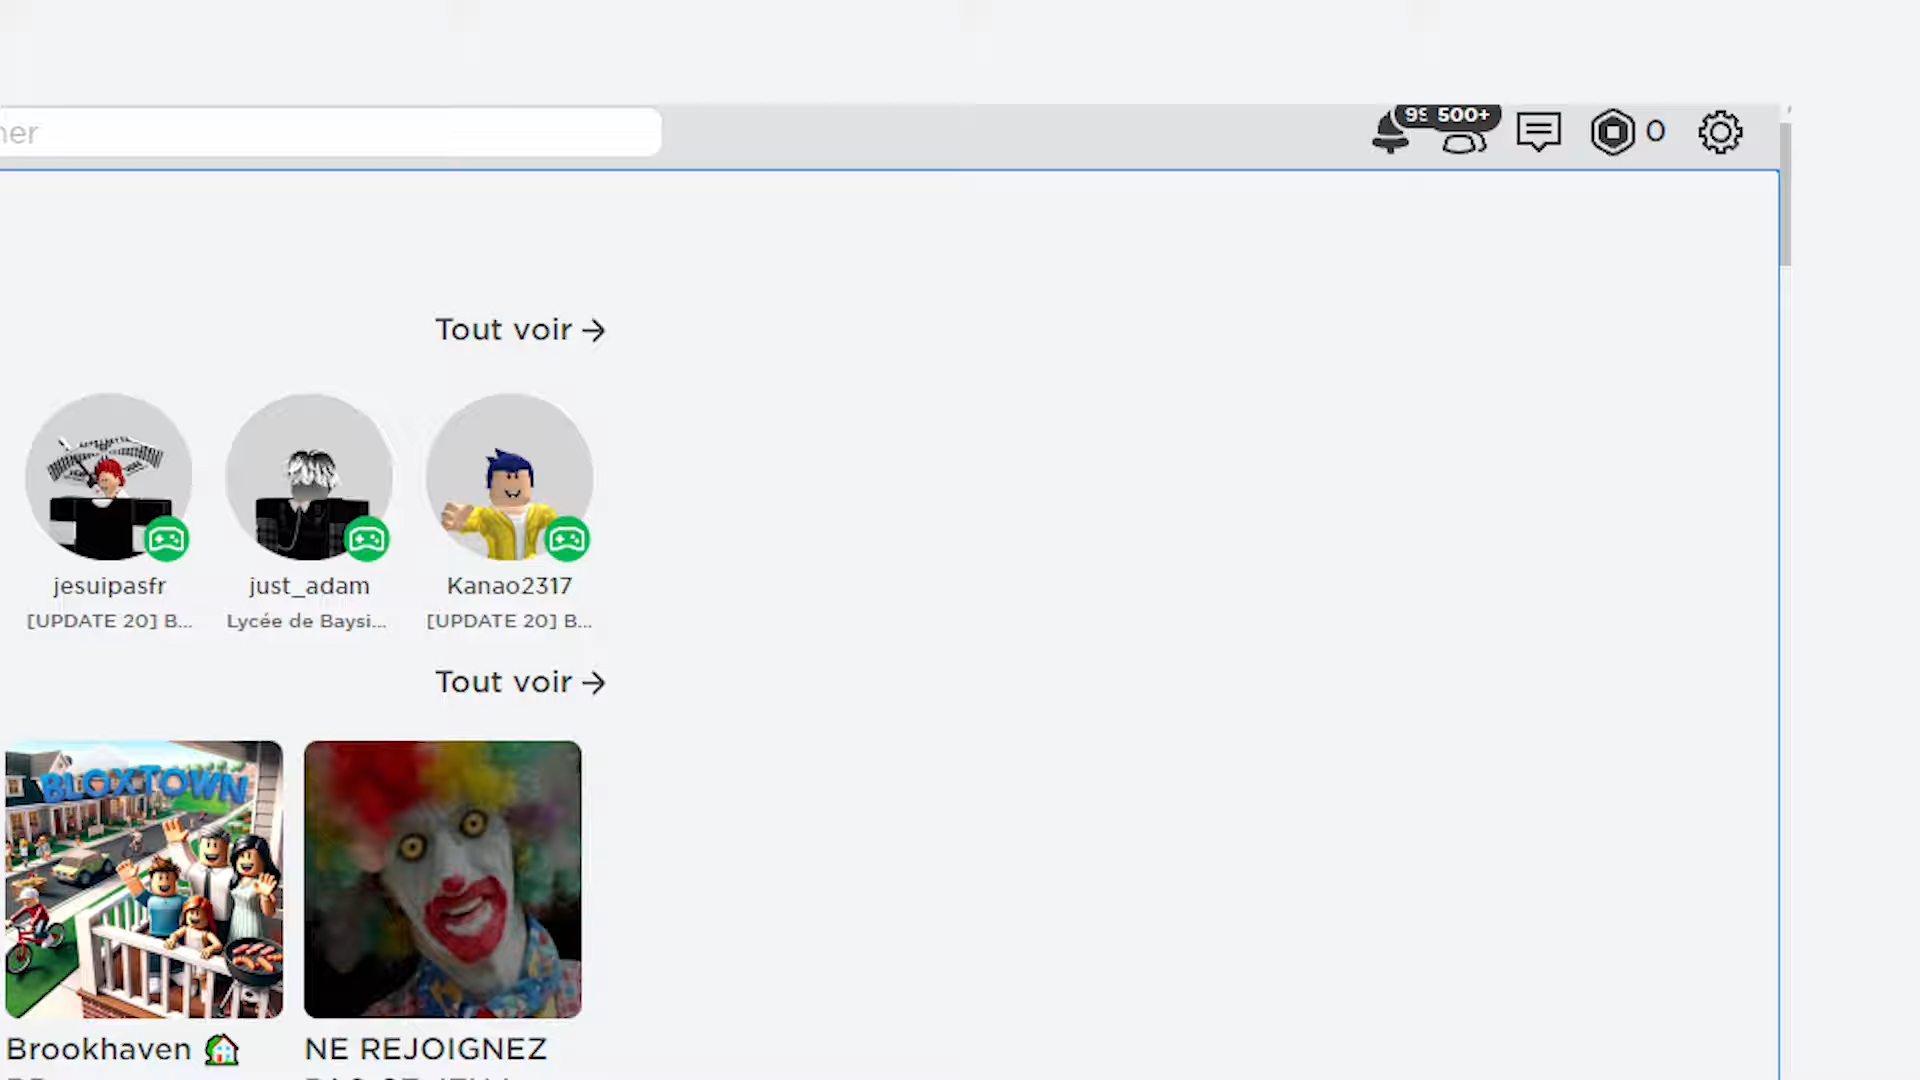 her
99 500+
0
Tout voir →
jesuipasfr
just_adam
Kanao2317
[UPDATE 20] B...
Lycée de Baysi...
[UPDATE 20] B...
Tout voir →
BLOXTOWN
Brookhaven 🏠
NE REJOIGNEZ